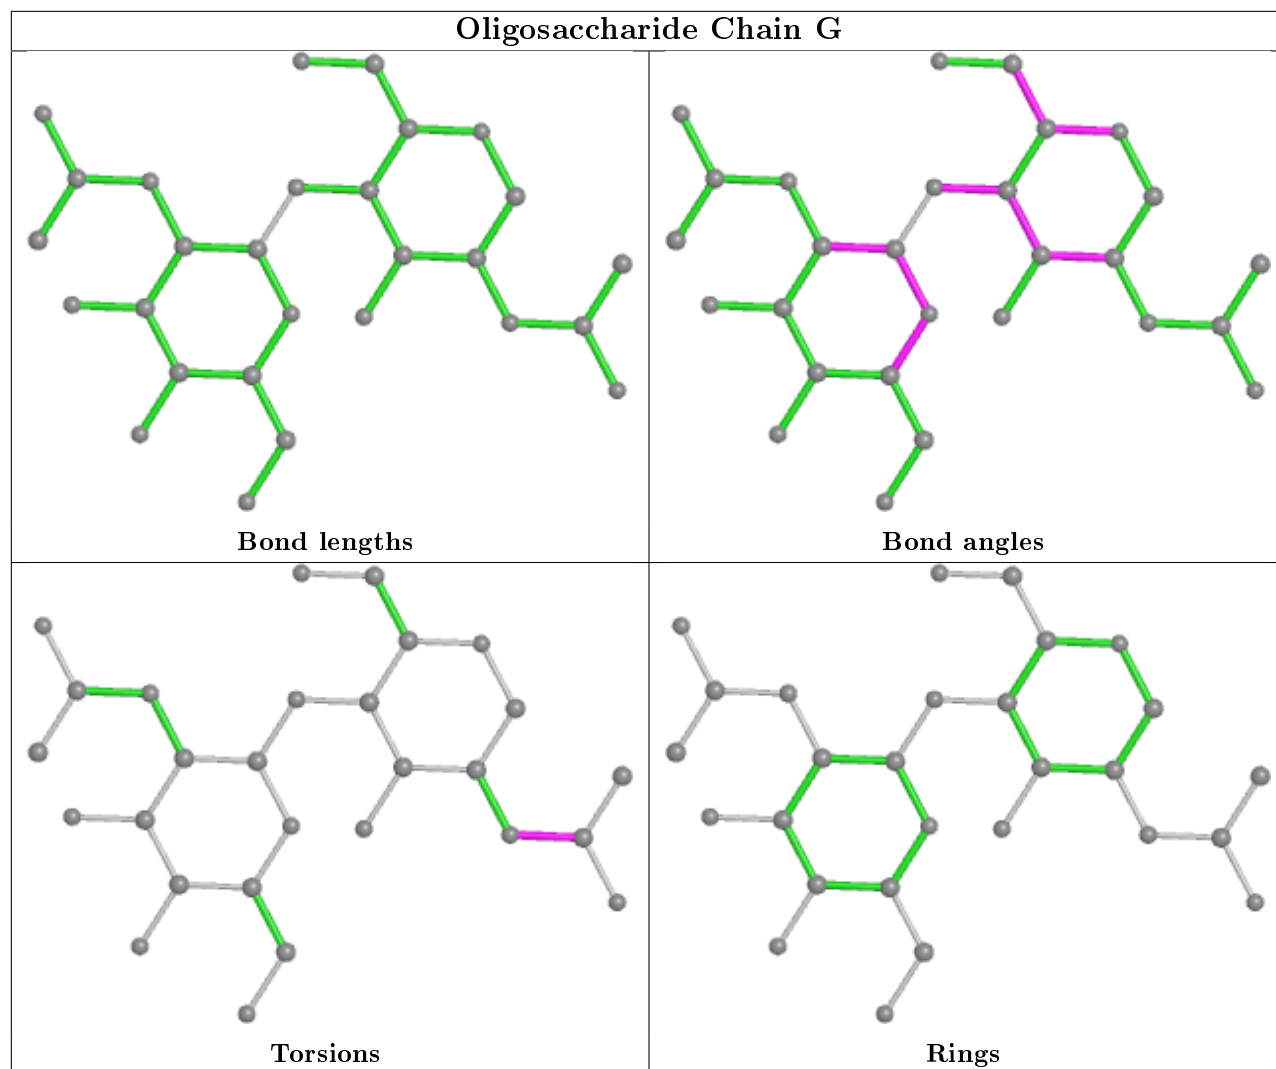 Oligosaccharide Chain G
Bond lengths
Bond angles
Torsions
Rings